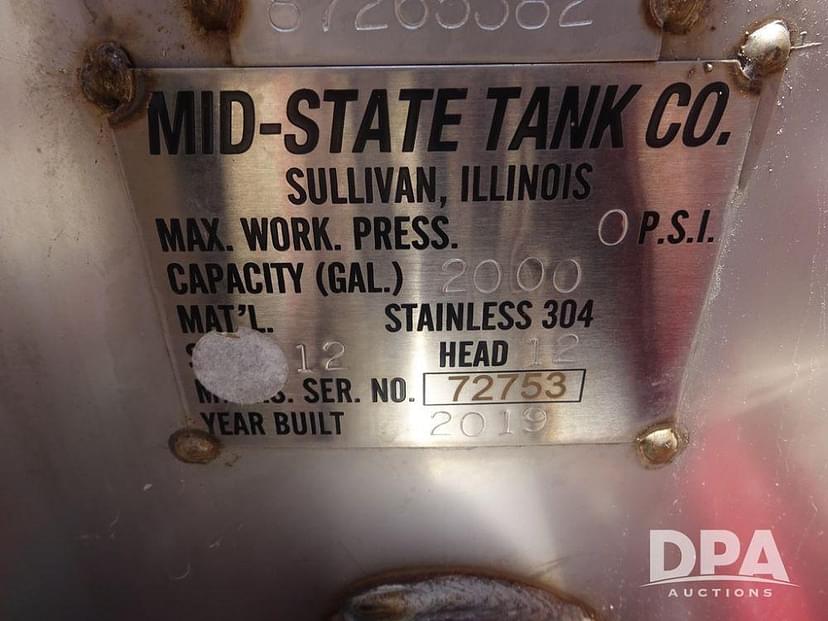 87265582
MID-STATE TANK CO.
SULLIVAN, ILLINOIS
MAX. WORK. PRESS. 0 P.S.I.
CAPACITY (GAL.) 2000
MAT'L. STAINLESS 304
12 HEAD 12
SER. NO. 72753
YEAR BUILT 2019
DPA
AUCTIONS